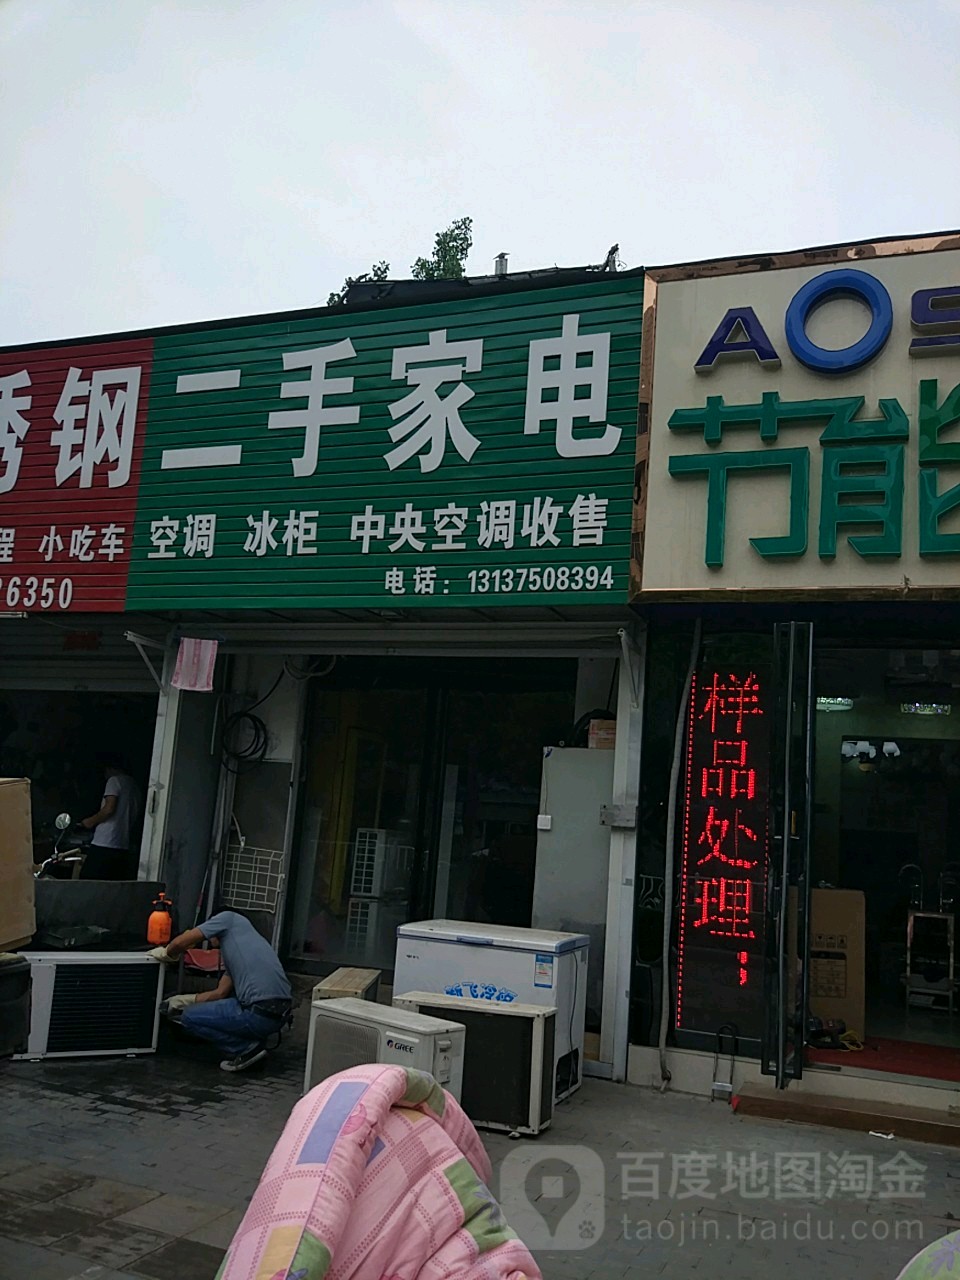 锈钢
程 小吃车
26350
二手家电
空调 冰柜 中央空调收售
电话：13137508394
AOS
节能
样品处理；
GREE
百度地图淘金
taojin.baidu.com